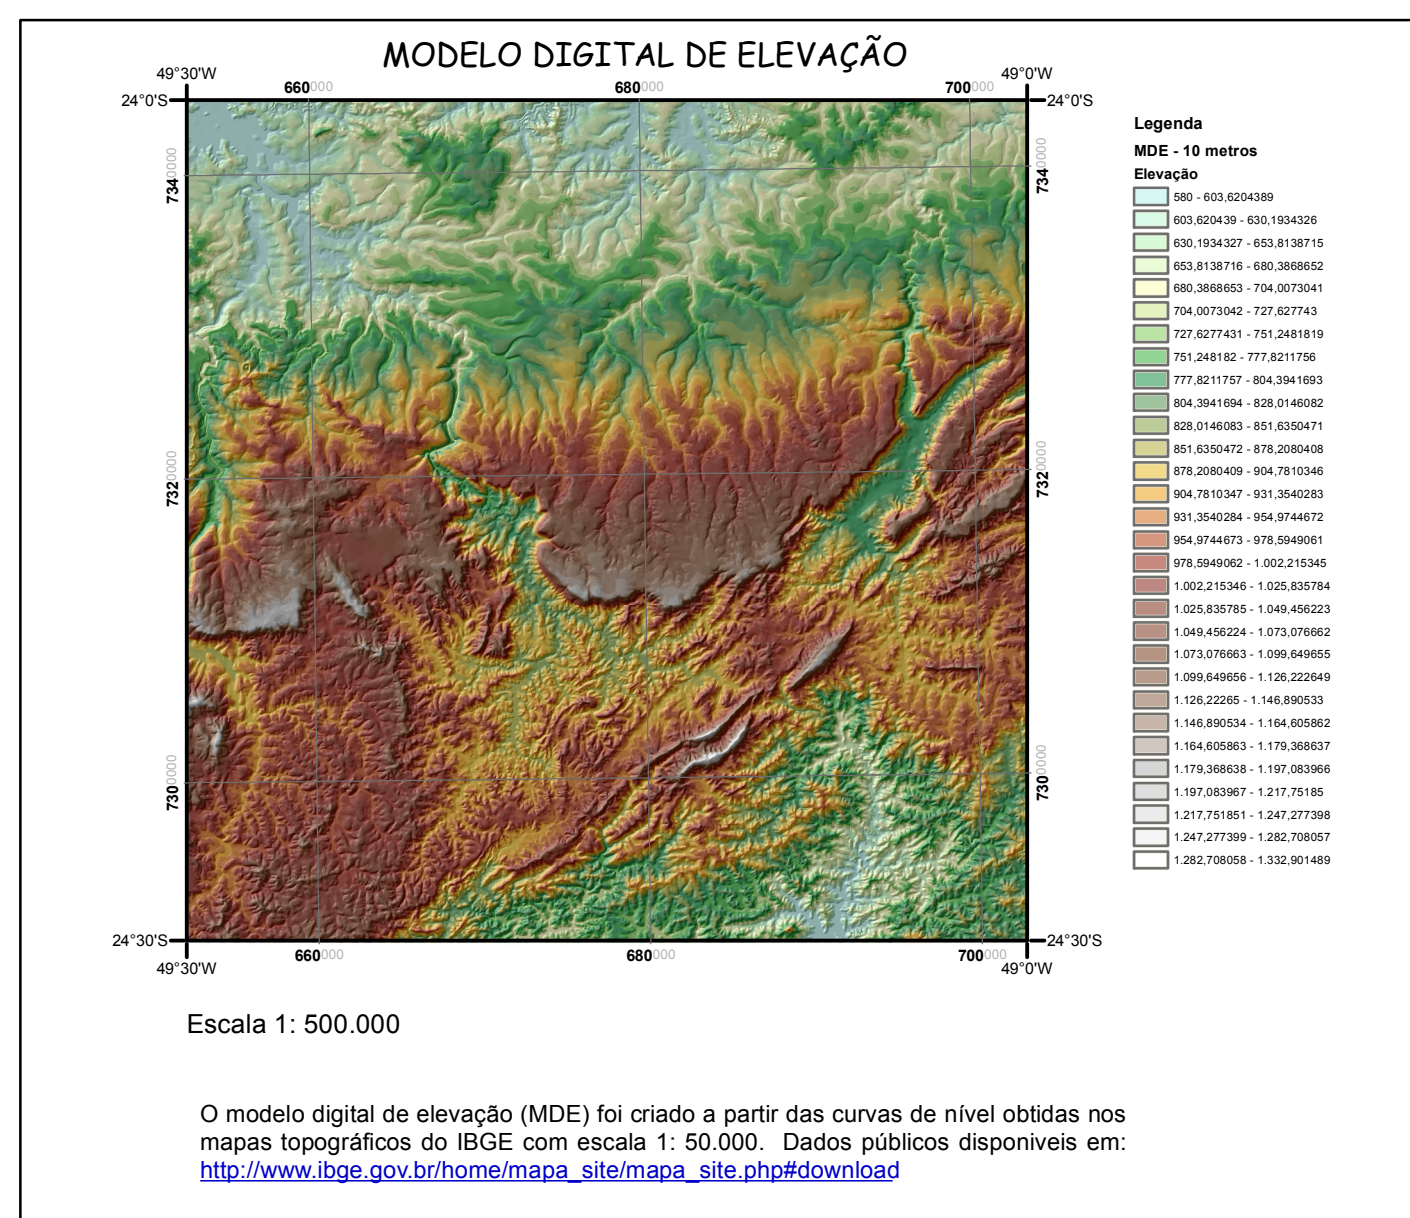 MODELO DIGITAL DE ELEVAÇÃO
49°30'W
49°0'W
660000
680000
700000
24°0'S
24°0'S
7340000
7340000
7320000
7320000
7300000
7300000
24°30'S
24°30'S
660000
680000
700000
49°30'W
49°0'W
Legenda
MDE - 10 metros
Elevação
580 - 603,6204389
603,620439 - 630,1934326
630,1934327 - 653,8138715
653,8138716 - 680,3868652
680,3868653 - 704,0073041
704,0073042 - 727,627743
727,6277431 - 751,2481819
751,248182 - 777,8211756
777,8211757 - 804,3941693
804,3941694 - 828,0146082
828,0146083 - 851,6350471
851,6350472 - 878,2080408
878,2080409 - 904,7810346
904,7810347 - 931,3540283
931,3540284 - 954,9744672
954,9744673 - 978,5949061
978,5949062 - 1.002,215345
1.002,215346 - 1.025,835784
1.025,835785 - 1.049,456223
1.049,456224 - 1.073,076662
1.073,076663 - 1.099,649655
1.099,649656 - 1.126,222649
1.126,22265 - 1.146,890533
1.146,890534 - 1.164,605862
1.164,605863 - 1.179,368637
1.179,368638 - 1.197,083966
1.197,083967 - 1.217,75185
1.217,751851 - 1.247,277398
1.247,277399 - 1.282,708057
1.282,708058 - 1.332,901489
Escala 1: 500.000
O modelo digital de elevação (MDE) foi criado a partir das curvas de nível obtidas nos
mapas topográficos do IBGE com escala 1: 50.000. Dados públicos disponiveis em:
http://www.ibge.gov.br/home/mapa_site/mapa_site.php#download